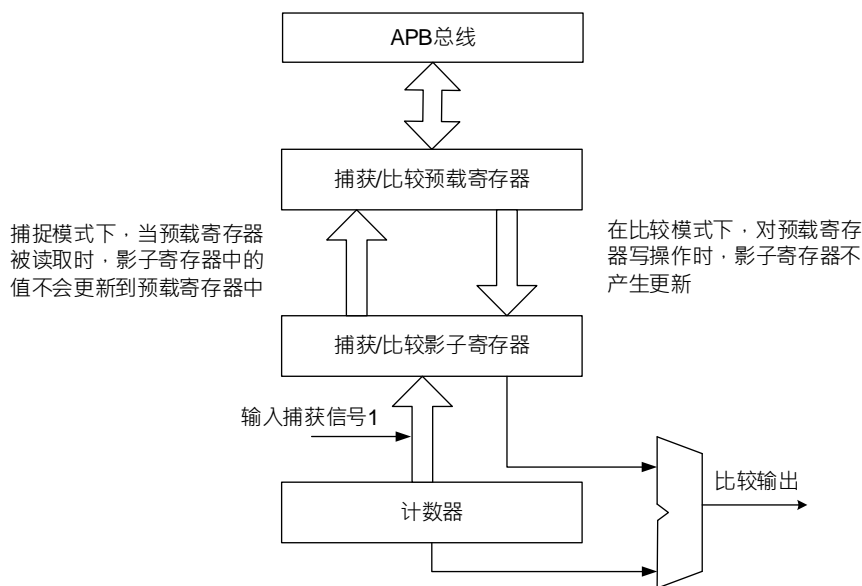 APB总线
捕获/比较预载寄存器
捕捉模式下，当预载寄存器
被读取时，影子寄存器中的
值不会更新到预载寄存器中
在比较模式下，对预载寄存
器写操作时，影子寄存器不
产生更新
捕获/比较影子寄存器
输入捕获信号1
计数器
比较输出